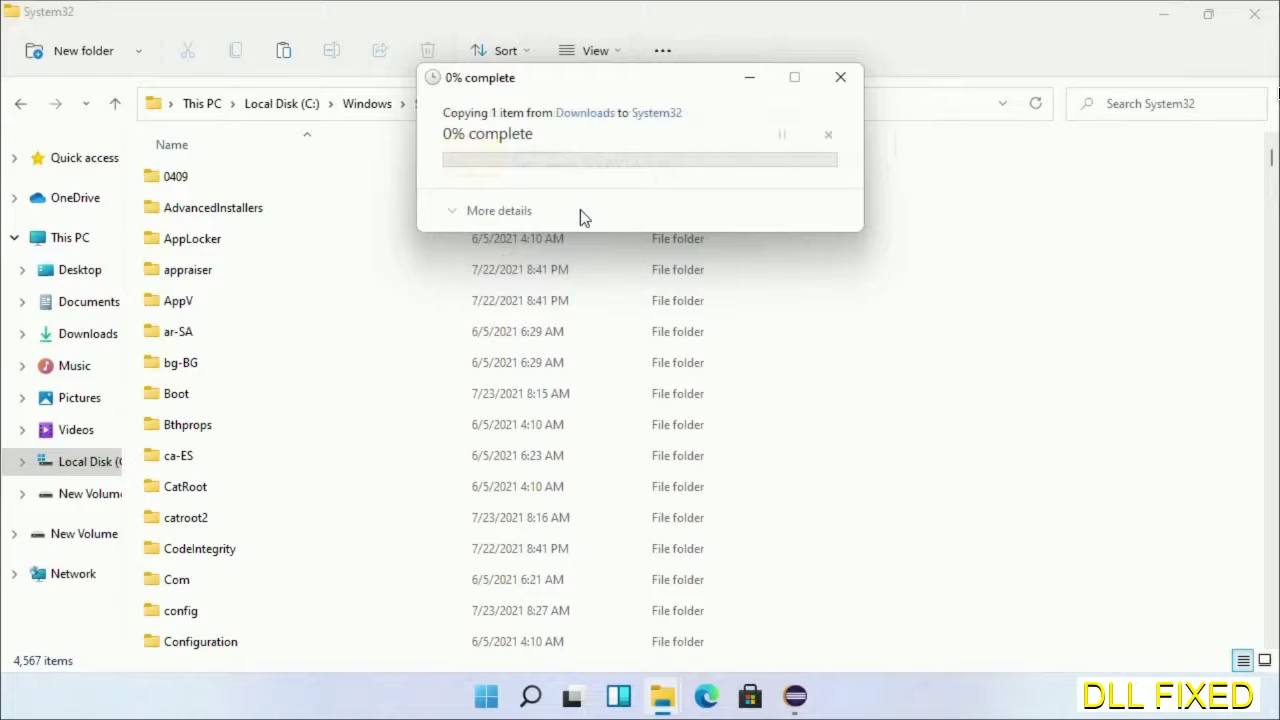 System32
New folder
Sort
View
0% complete
Copying 1 item from Downloads to System32
0% complete
More details
This PC
Local Disk (C:)
Windows
Search System32
Name
Quick access
OneDrive
This PC
Desktop
Documents
Downloads
Music
Pictures
Videos
Local Disk (C
New Volum
New Volume
Network
0409
AdvancedInstallers
AppLocker 6/5/2021 4:10 AM File folder
appraiser 7/22/2021 8:41 PM File folder
AppV 7/22/2021 8:41 PM File folder
ar-SA 6/5/2021 6:29 AM File folder
bg-BG 6/5/2021 6:29 AM File folder
Boot 7/23/2021 8:15 AM File folder
Bthprops 6/5/2021 4:10 AM File folder
ca-ES 6/5/2021 6:23 AM File folder
CatRoot 6/5/2021 4:10 AM File folder
catroot2 7/23/2021 8:16 AM File folder
CodeIntegrity 7/22/2021 8:41 PM File folder
Com 6/5/2021 6:21 AM File folder
config 7/23/2021 8:27 AM File folder
Configuration 6/5/2021 4:10 AM File folder
4,567 items
DLL FIXED